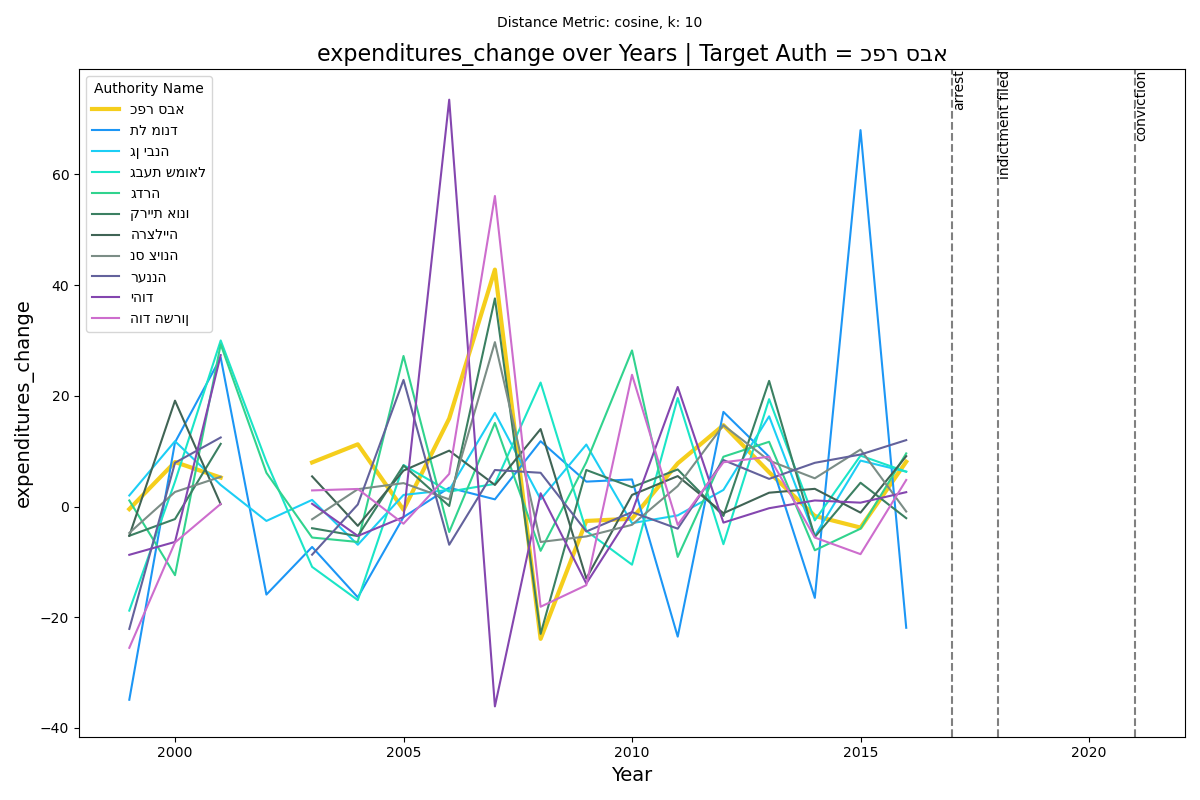 Distance Metric: cosine, k: 10
expenditures_change over Years | Target Auth = כפר סבא
Authority Name
כפר סבא
תל מונד
גן יבנה
גבעת שמואל
גדרה
קריית אונו
הרצלייה
נס ציונה
רעננה
יהוד
הוד השרון
arrest
indictment filed
conviction
expenditures_change
60
40
20
0
−20
−40
2000
2005
2010
2015
2020
Year